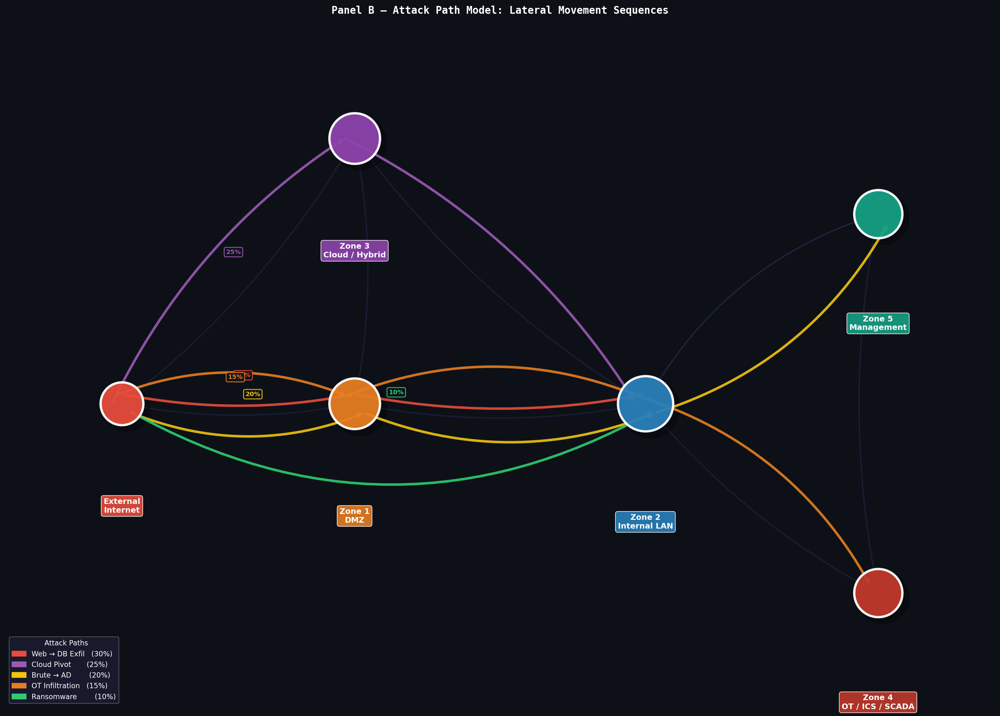 Panel B — Attack Path Model: Lateral Movement Sequences
25%
Zone 3
Cloud / Hybrid
Zone 5
Management
15%
%
20%
10%
External
Internet
Zone 1
DMZ
Zone 2
Internal LAN
Attack Paths
Web → DB Exfil (30%)
Cloud Pivot (25%)
Brute → AD (20%)
OT Infiltration (15%)
Ransomware (10%)
Zone 4
OT / ICS / SCADA